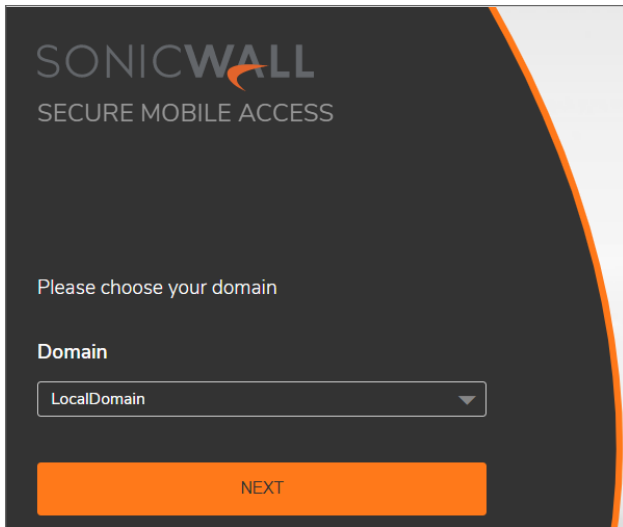 SONICWALL
SECURE MOBILE ACCESS
Please choose your domain
Domain
LocalDomain
NEXT